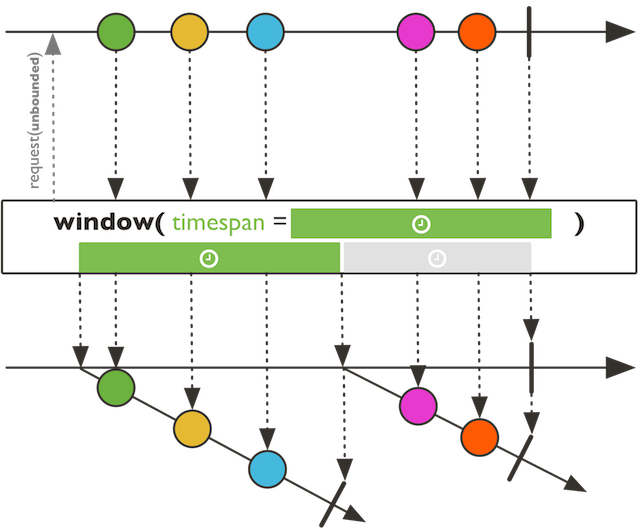 request(unbounded)
window( timespan = )